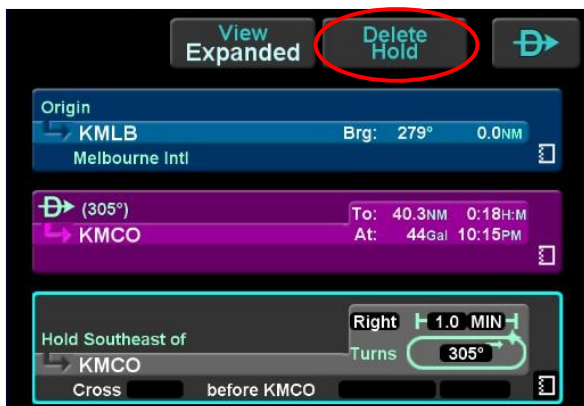 View Expanded
Delete Hold
D
Origin
KMLB Brg: 279° 0.0NM
Melbourne Intl
D (305°) To: 40.3NM 0:18H:M
KMCO At: 44Gal 10:15PM
Right 1.0 MIN
Hold Southeast of
Turns 305°
KMCO
Cross before KMCO